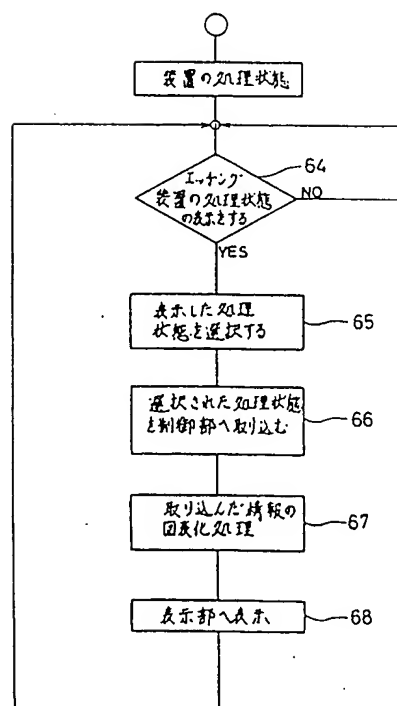 装置の処理状態
エッチング
装置の処理状態
の表示をする
64
NO
YES
表示した処理
状態を選択する
65
選択された処理状態
を制御部へ取り込む
66
取り込んだ情報の
図表化処理
67
表示部へ表示
68